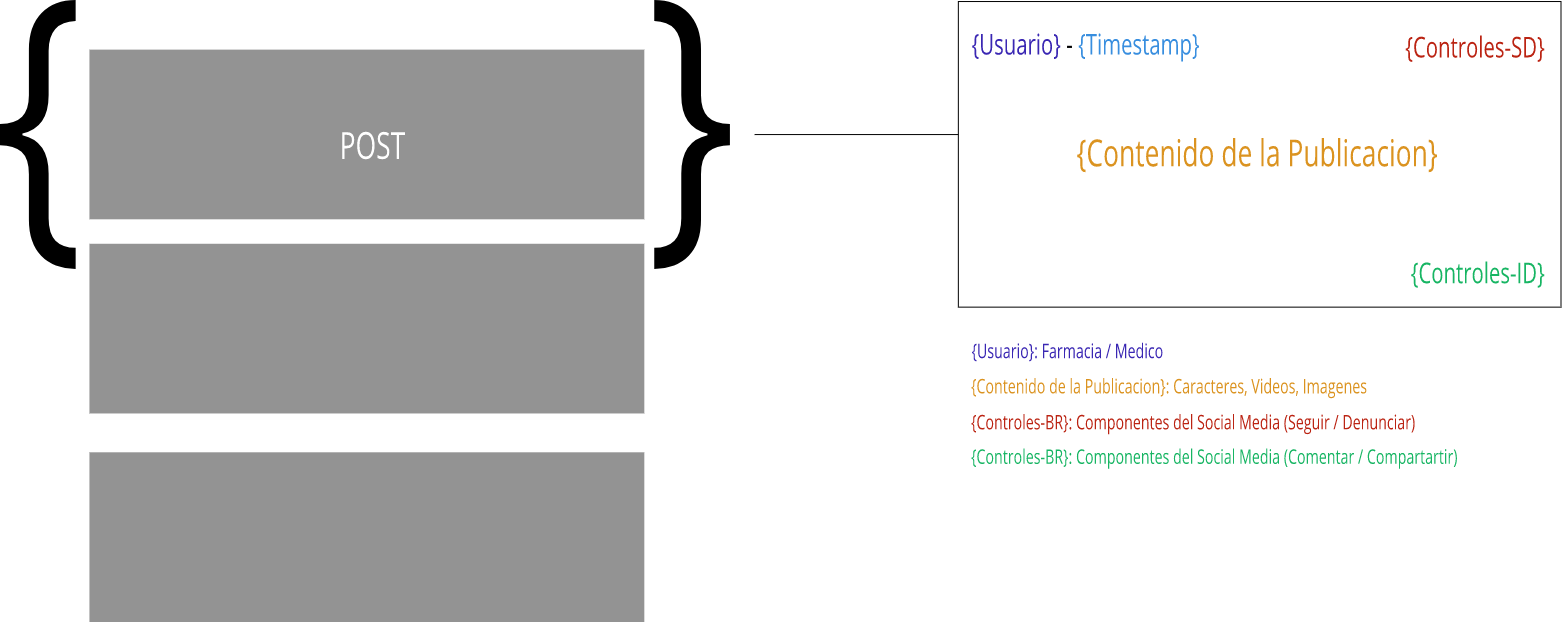 POST
{Usuario} - {Timestamp}
{Controles-SD}
{Contenido de la Publicacion}
{Controles-ID}
{Usuario}: Farmacia / Medico
{Contenido de la Publicacion}: Caracteres, Videos, Imagenes
{Controles-BR}: Componentes del Social Media (Seguir / Denunciar)
{Controles-BR}: Componentes del Social Media (Comentar / Compartartir)